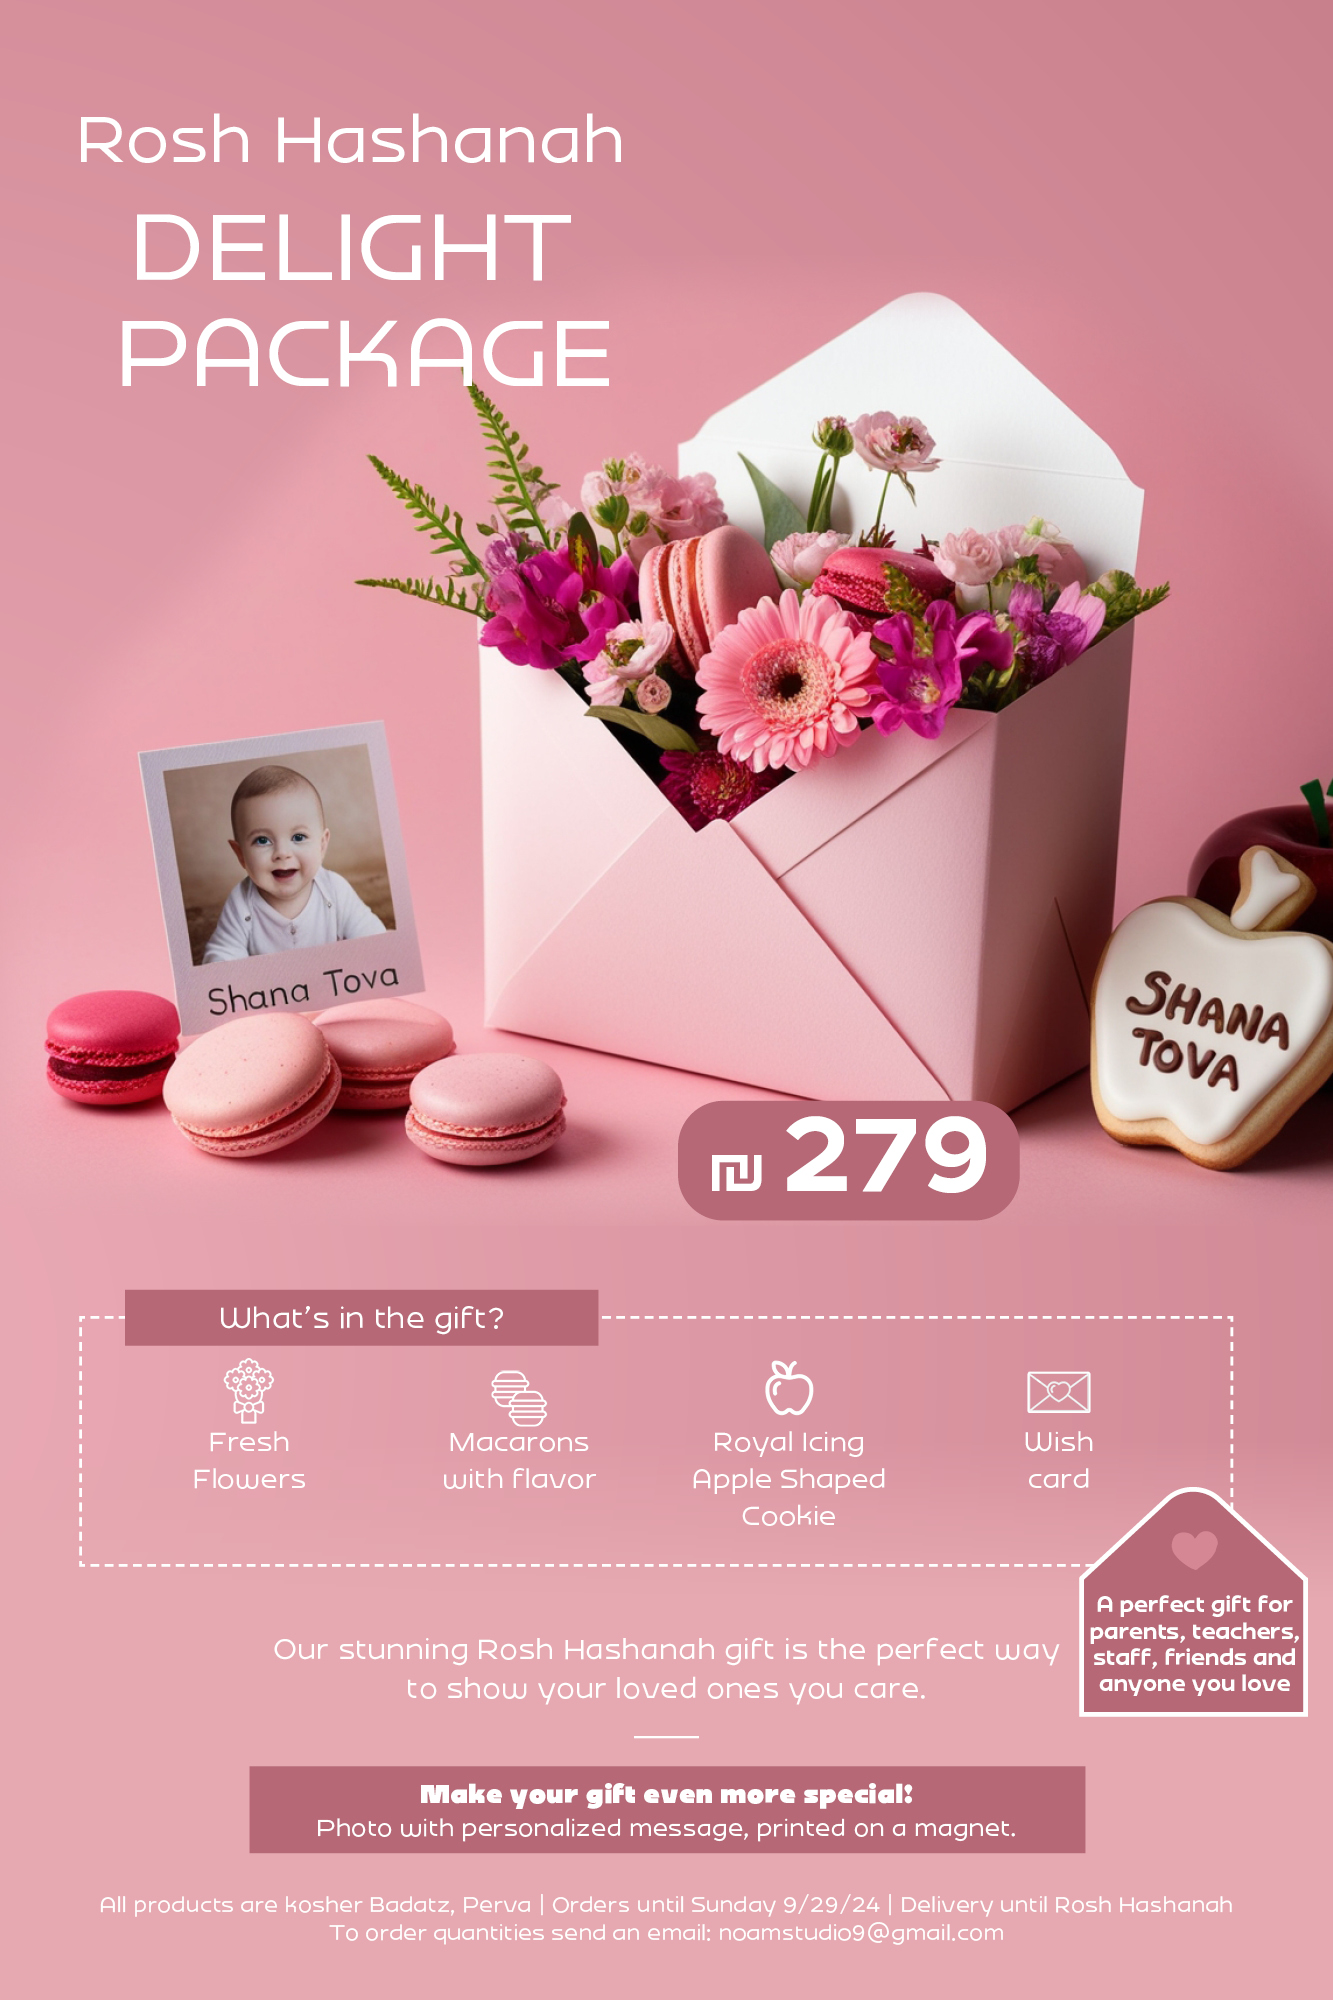 Rosh Hashanah
DELIGHT
PACKAGE
Shana Tova
SHANA
TOVA
₪ 279
What's in the gift?
Fresh
Flowers
Macarons
with flavor
Royal Icing
Apple Shaped
Cookie
Wish
card
A perfect gift for
parents, teachers,
staff, friends and
anyone you love
Our stunning Rosh Hashanah gift is the perfect way
to show your loved ones you care.
Make your gift even more special!
Photo with personalized message, printed on a magnet.
All products are kosher Badatz, Perva | Orders until Sunday 9/29/24 | Delivery until Rosh Hashanah
To order quantities send an email: noamstudio9@gmail.com